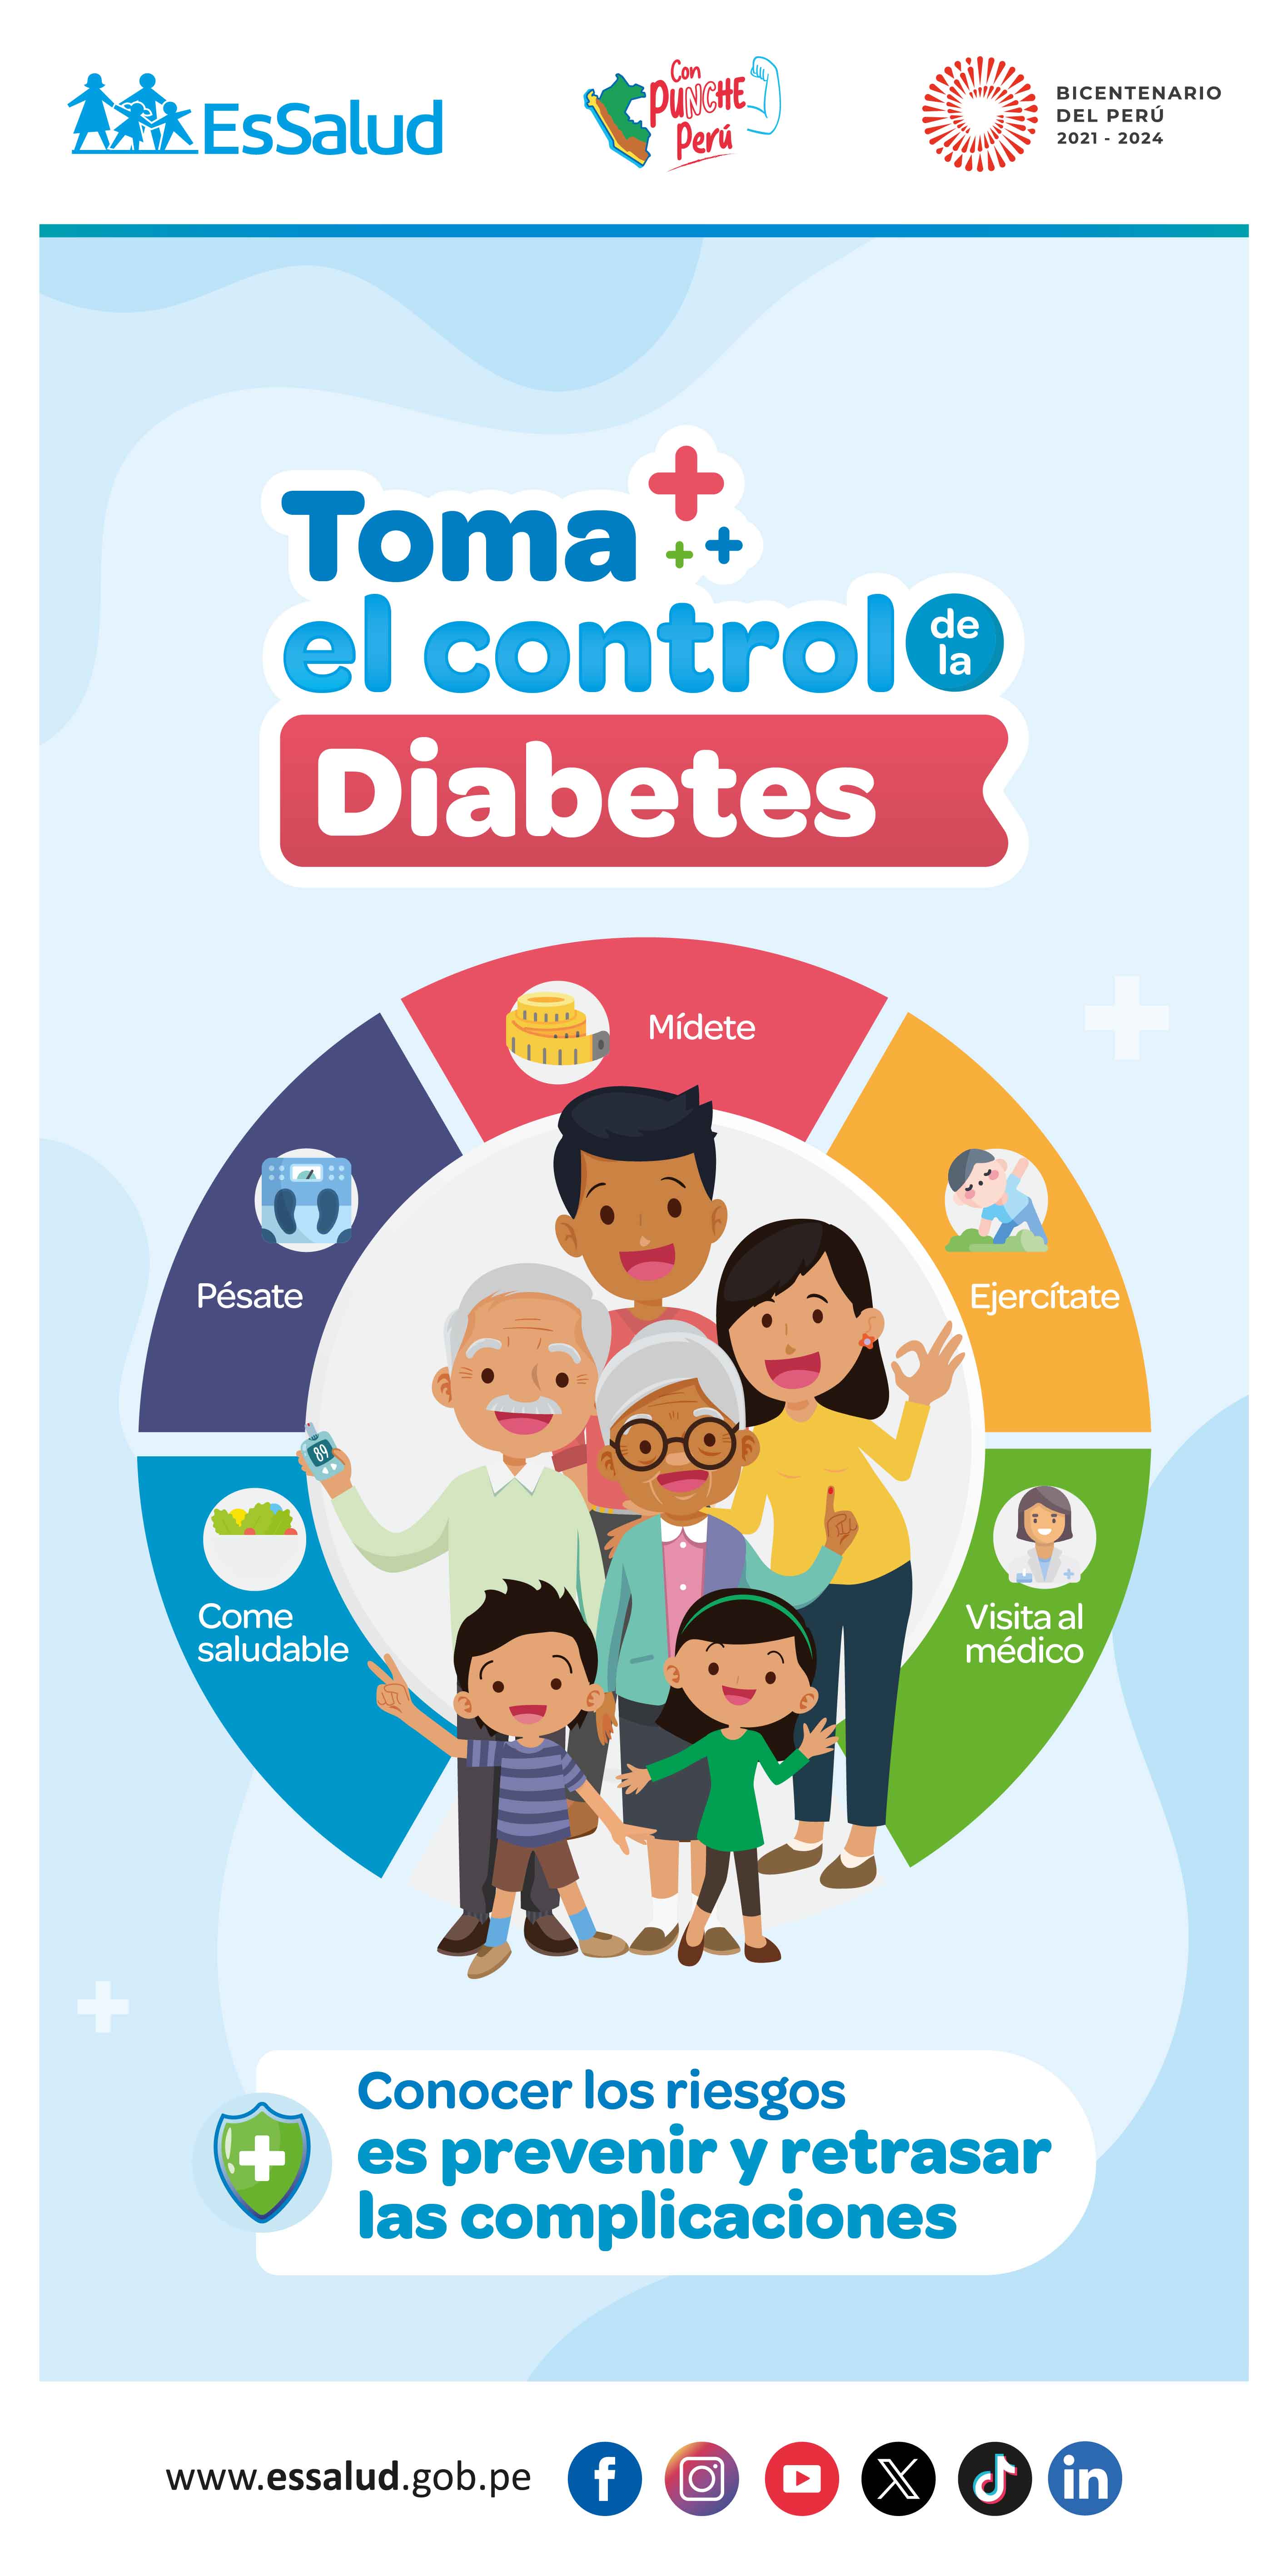 EsSalud
Con
PUNCHE
Perú
BICENTENARIO
DEL PERÚ
2021 - 2024
Toma
el control de la
Diabetes
Mídete
Pésate
Ejercítate
89
Come
saludable
Visita al
médico
Conocer los riesgos
es prevenir y retrasar
las complicaciones
www.essalud.gob.pe